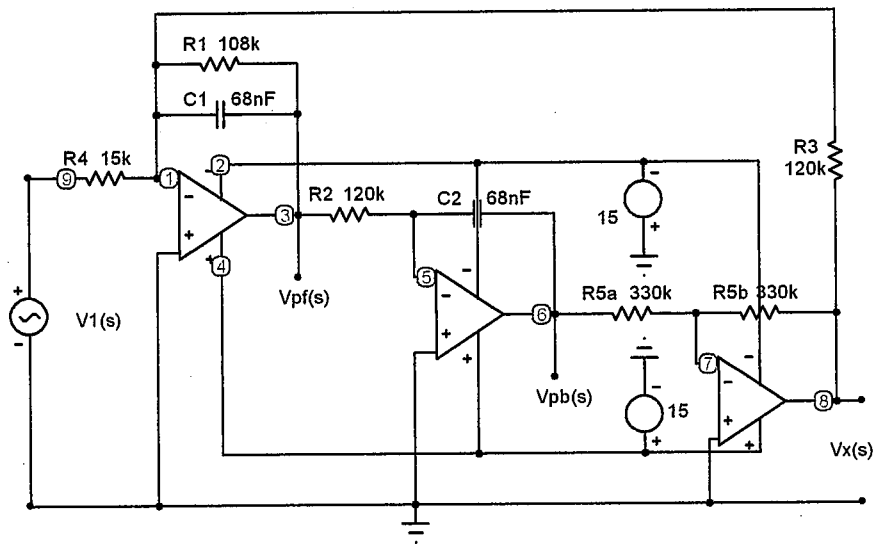 R1 108k
C1 68nF
R4 15k
9
1
2
-
-
+
+
4
3
R2 120k
C2 68nF
R3
120k
-
15
+
Vpf(s)
5
-
-
+
+
6
R5a 330k
R5b 330k
+
V1(s)
-
Vpb(s)
-
15
+
7
-
-
+
+
8
Vx(s)